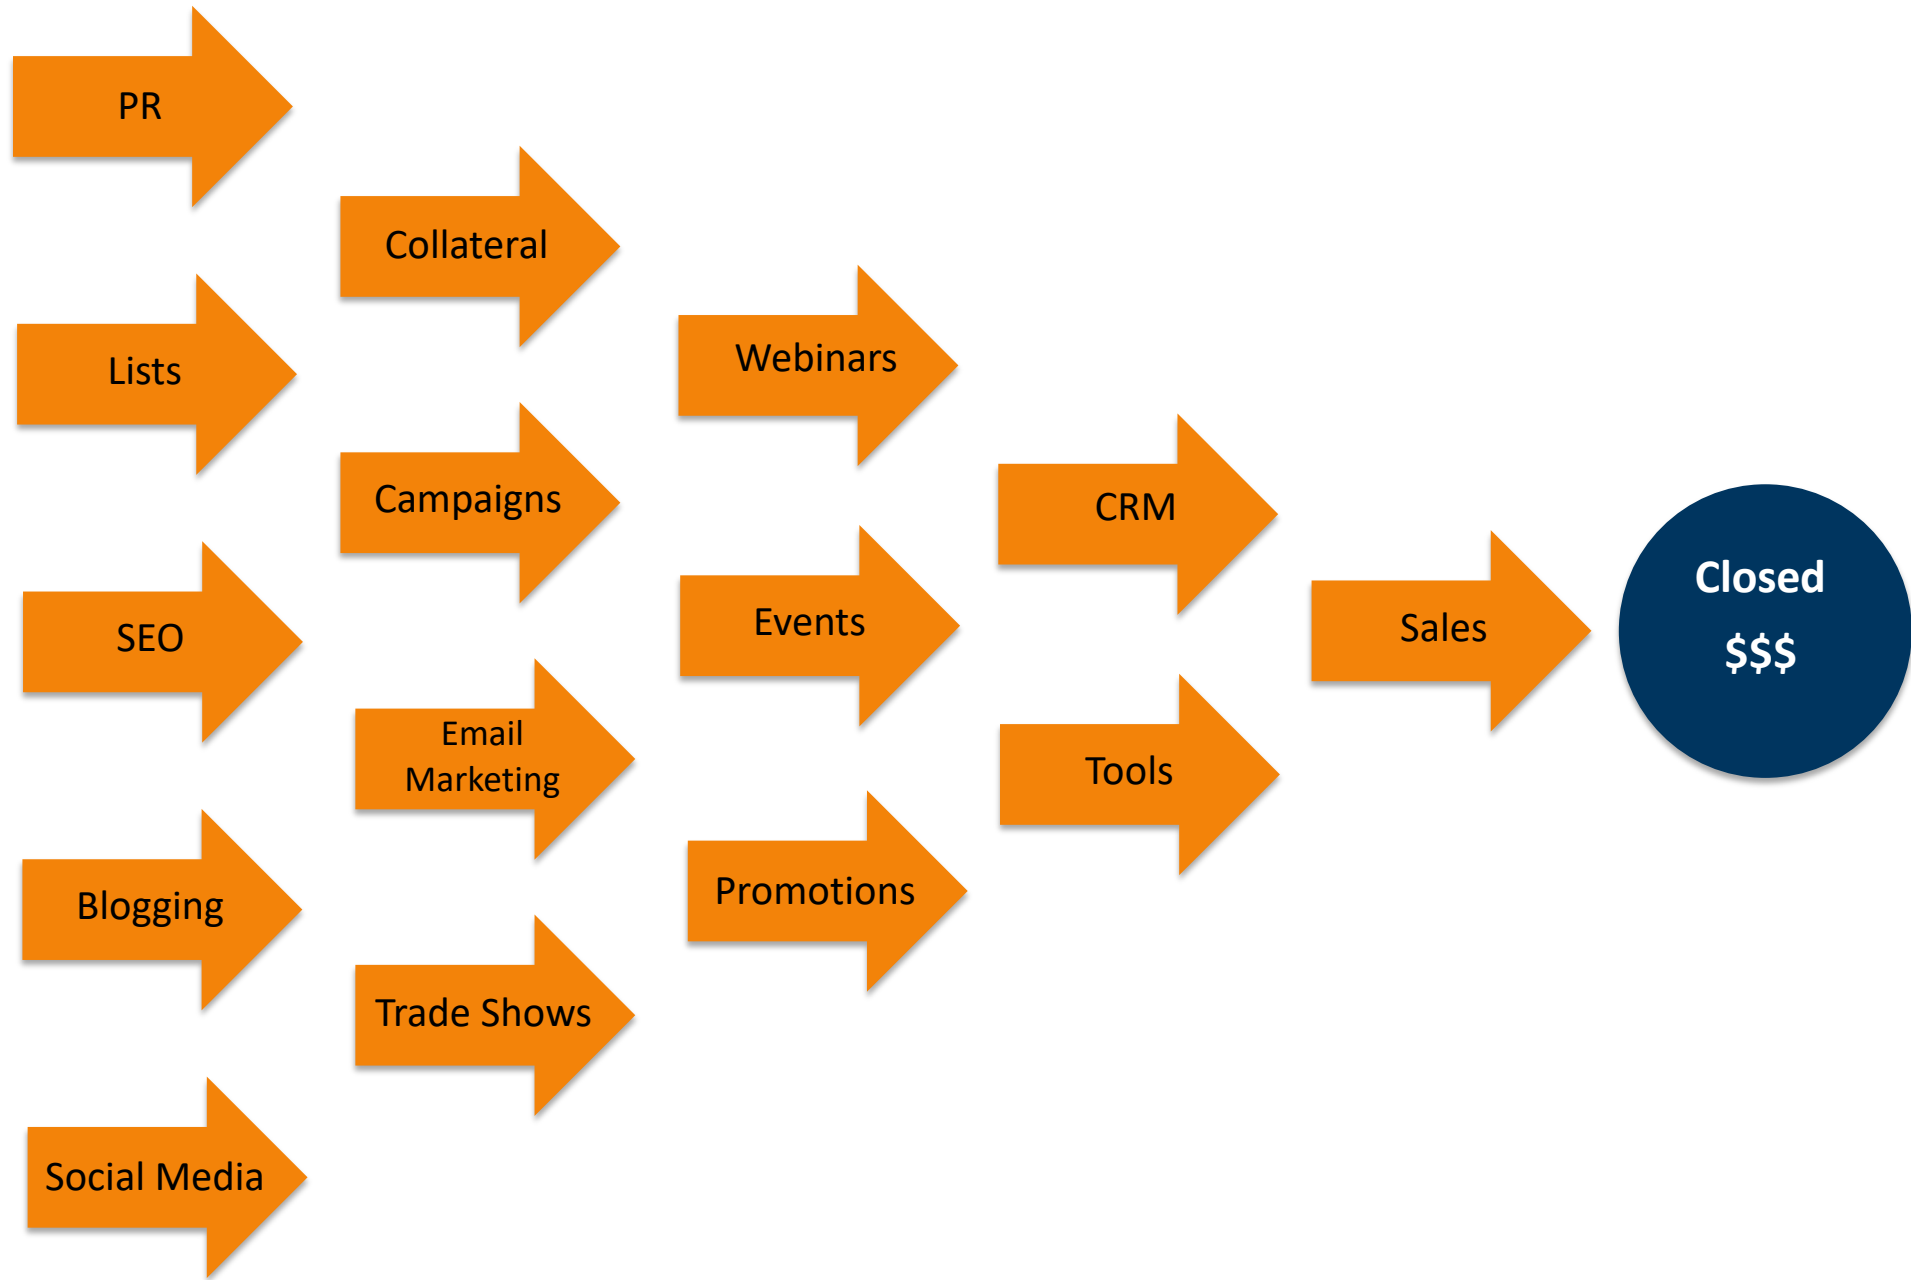 PR
Lists
SEO
Blogging
Social Media
Collateral
Campaigns
Email
Marketing
Trade Shows
Webinars
Events
Promotions
CRM
Tools
Sales
Closed
$$$